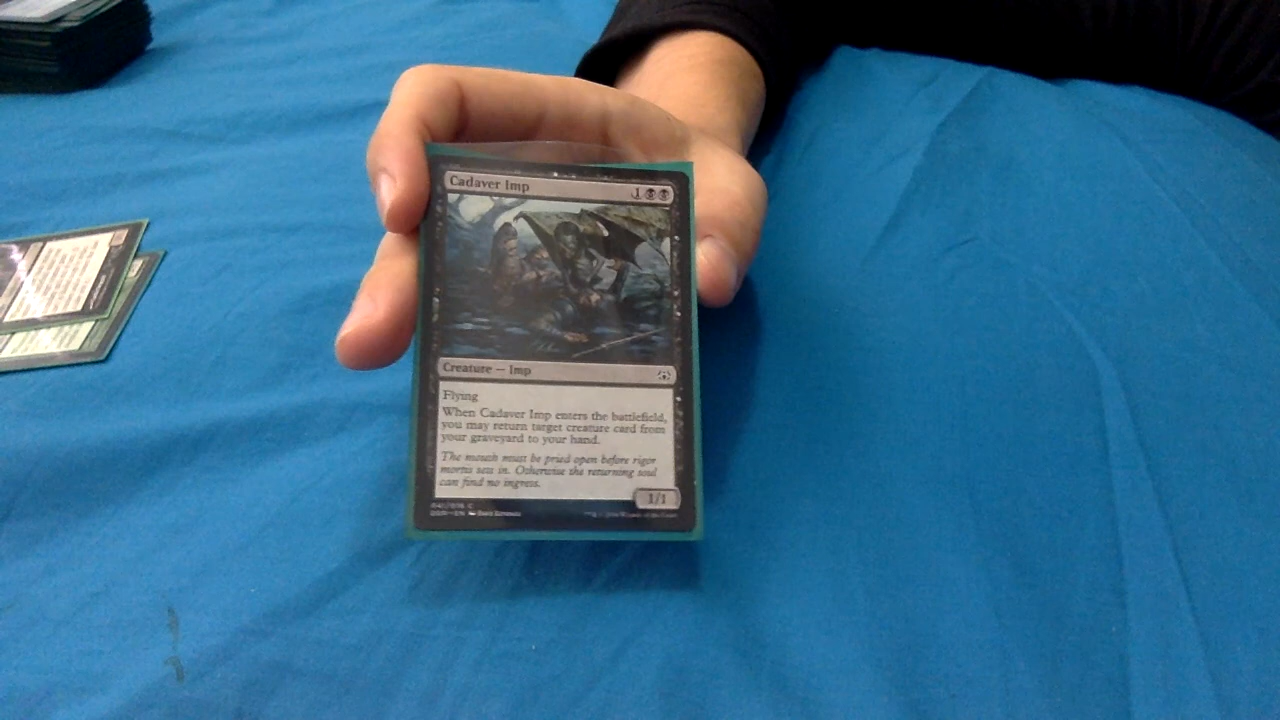 Cadaver Imp 1
Creature — Imp
Flying
When Cadaver Imp enters the battlefield,
you may return target creature card from
your graveyard to your hand.
The mouth must be pried open before rigor
mortis sets in. Otherwise the returning soul
can find no ingress.
1/1